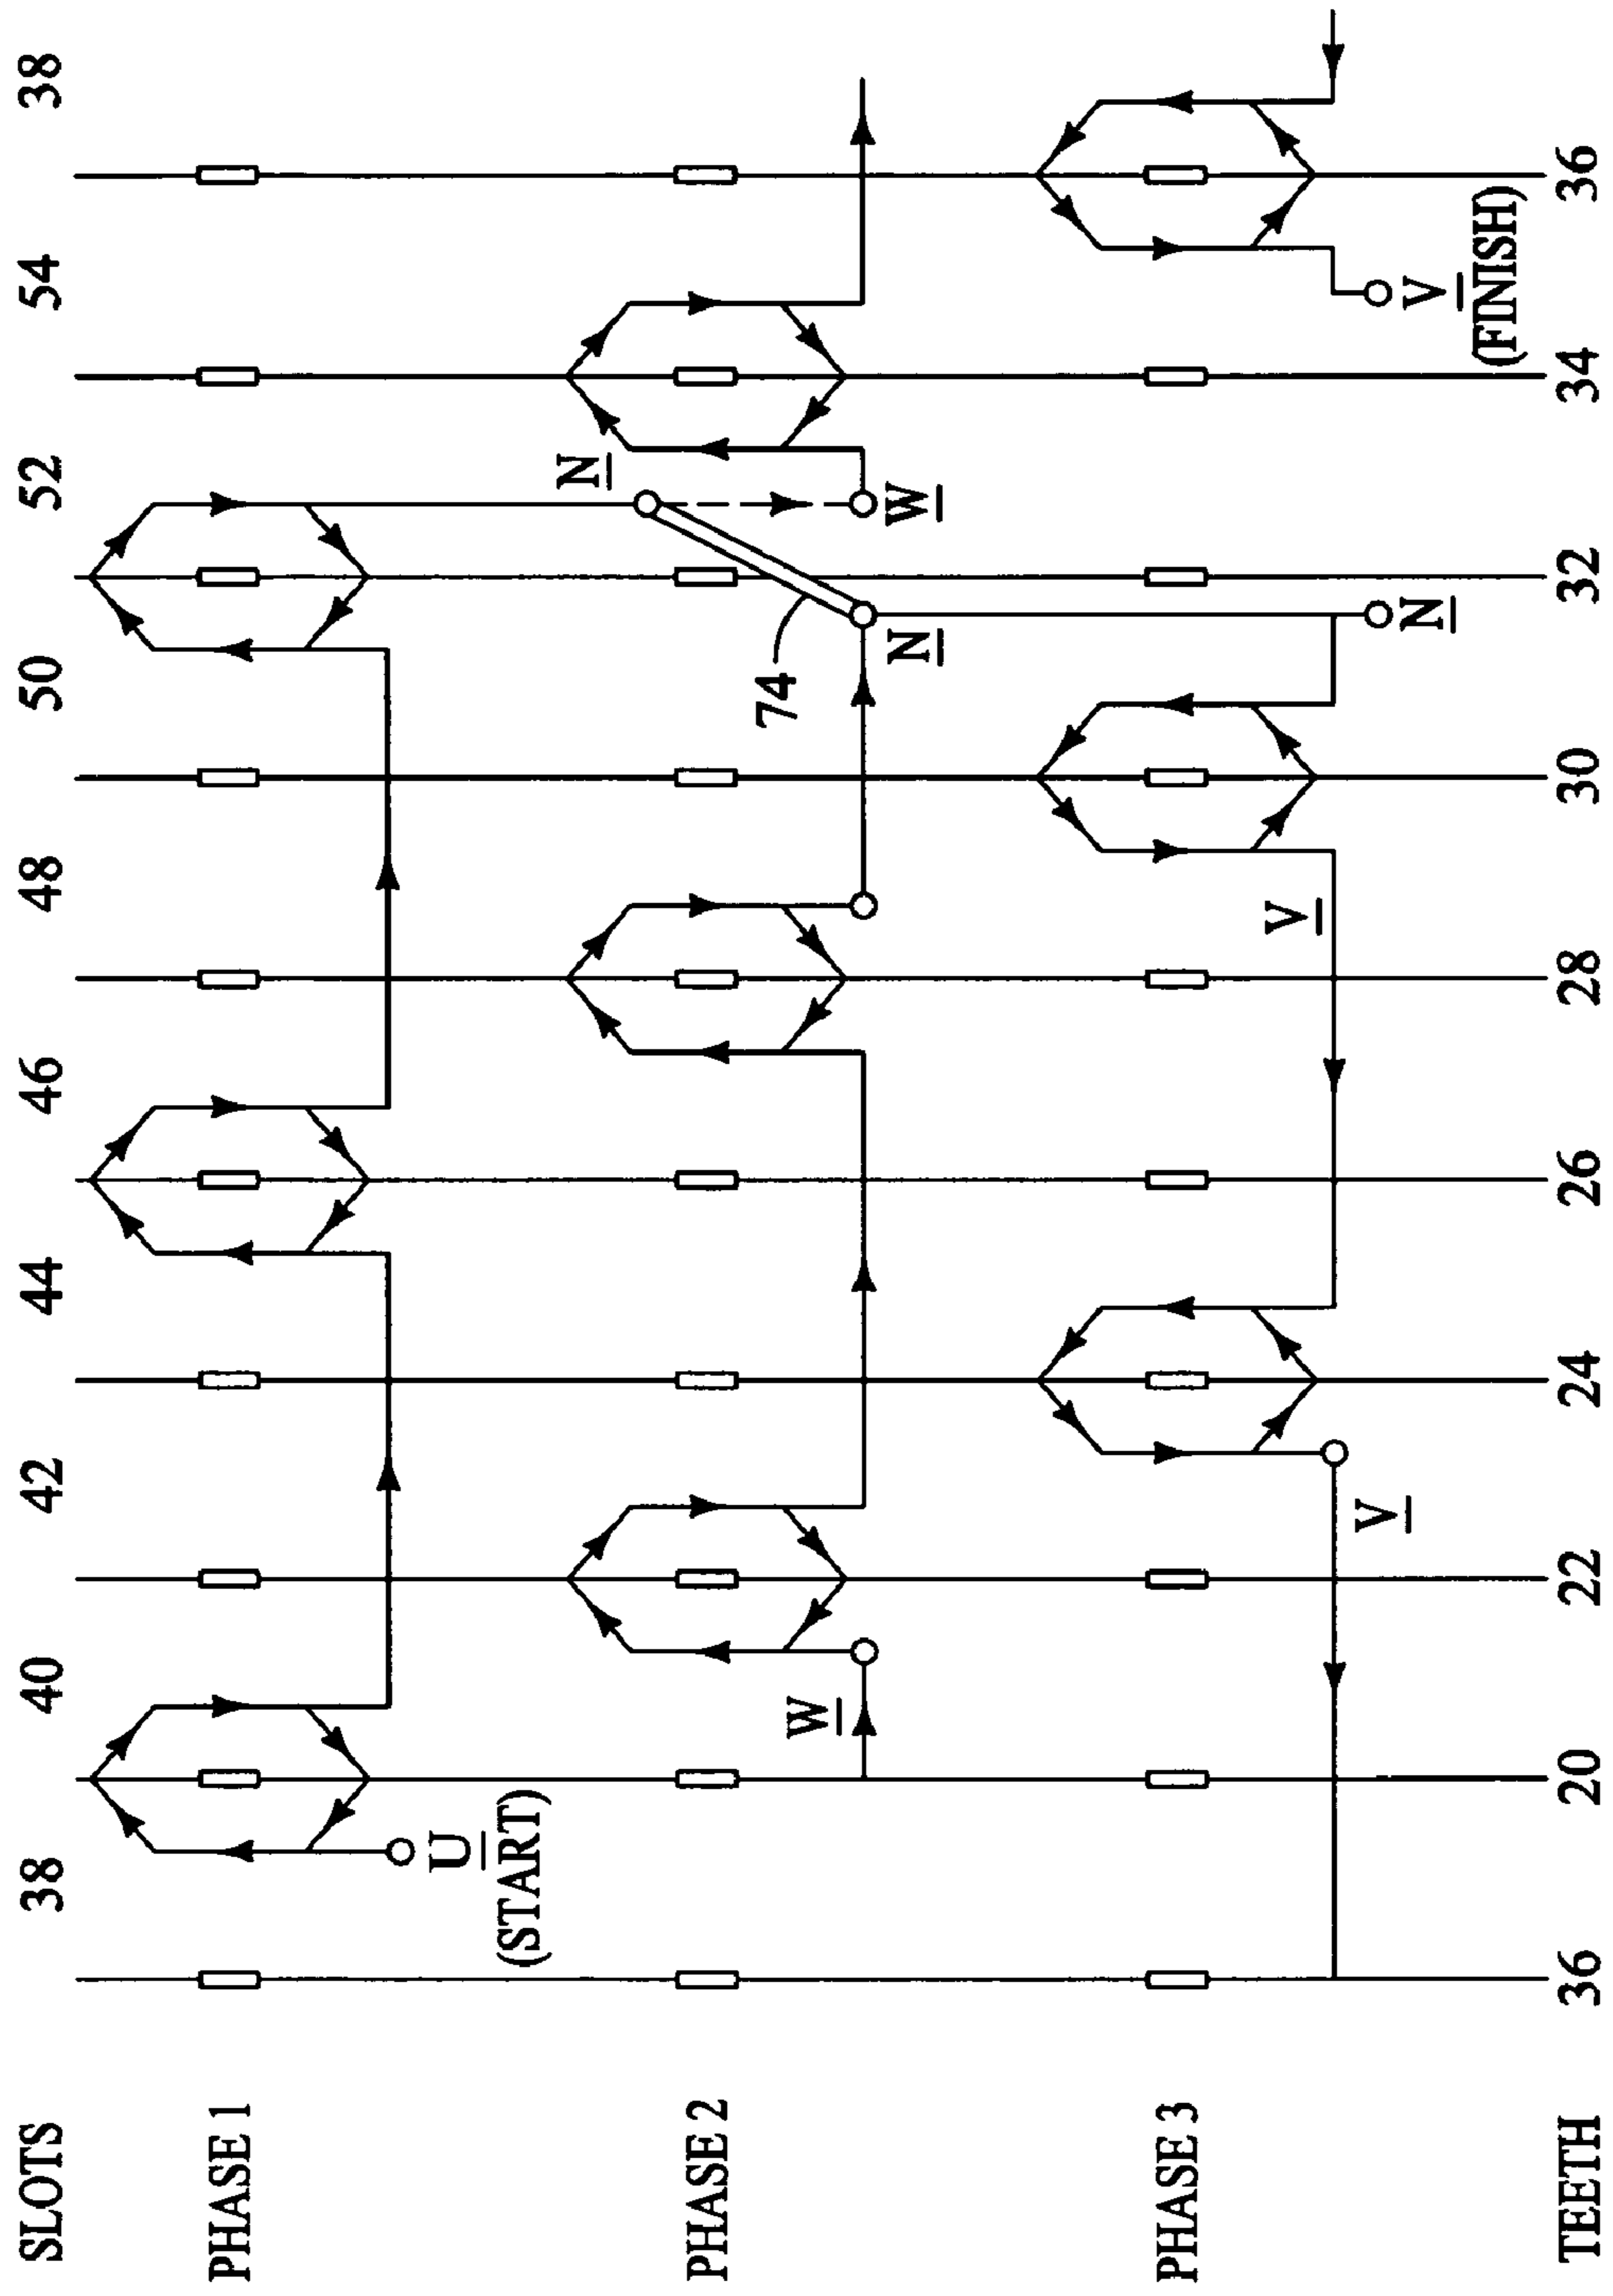 SLOTS 38 40 42 44 46 48 50 52 54 38
PHASE 1
U
(START)
N
PHASE 2
W
74
N
W
PHASE 3
V
V
N
V
(FINISH)
TEETH 36 20 22 24 26 28 30 32 34 36